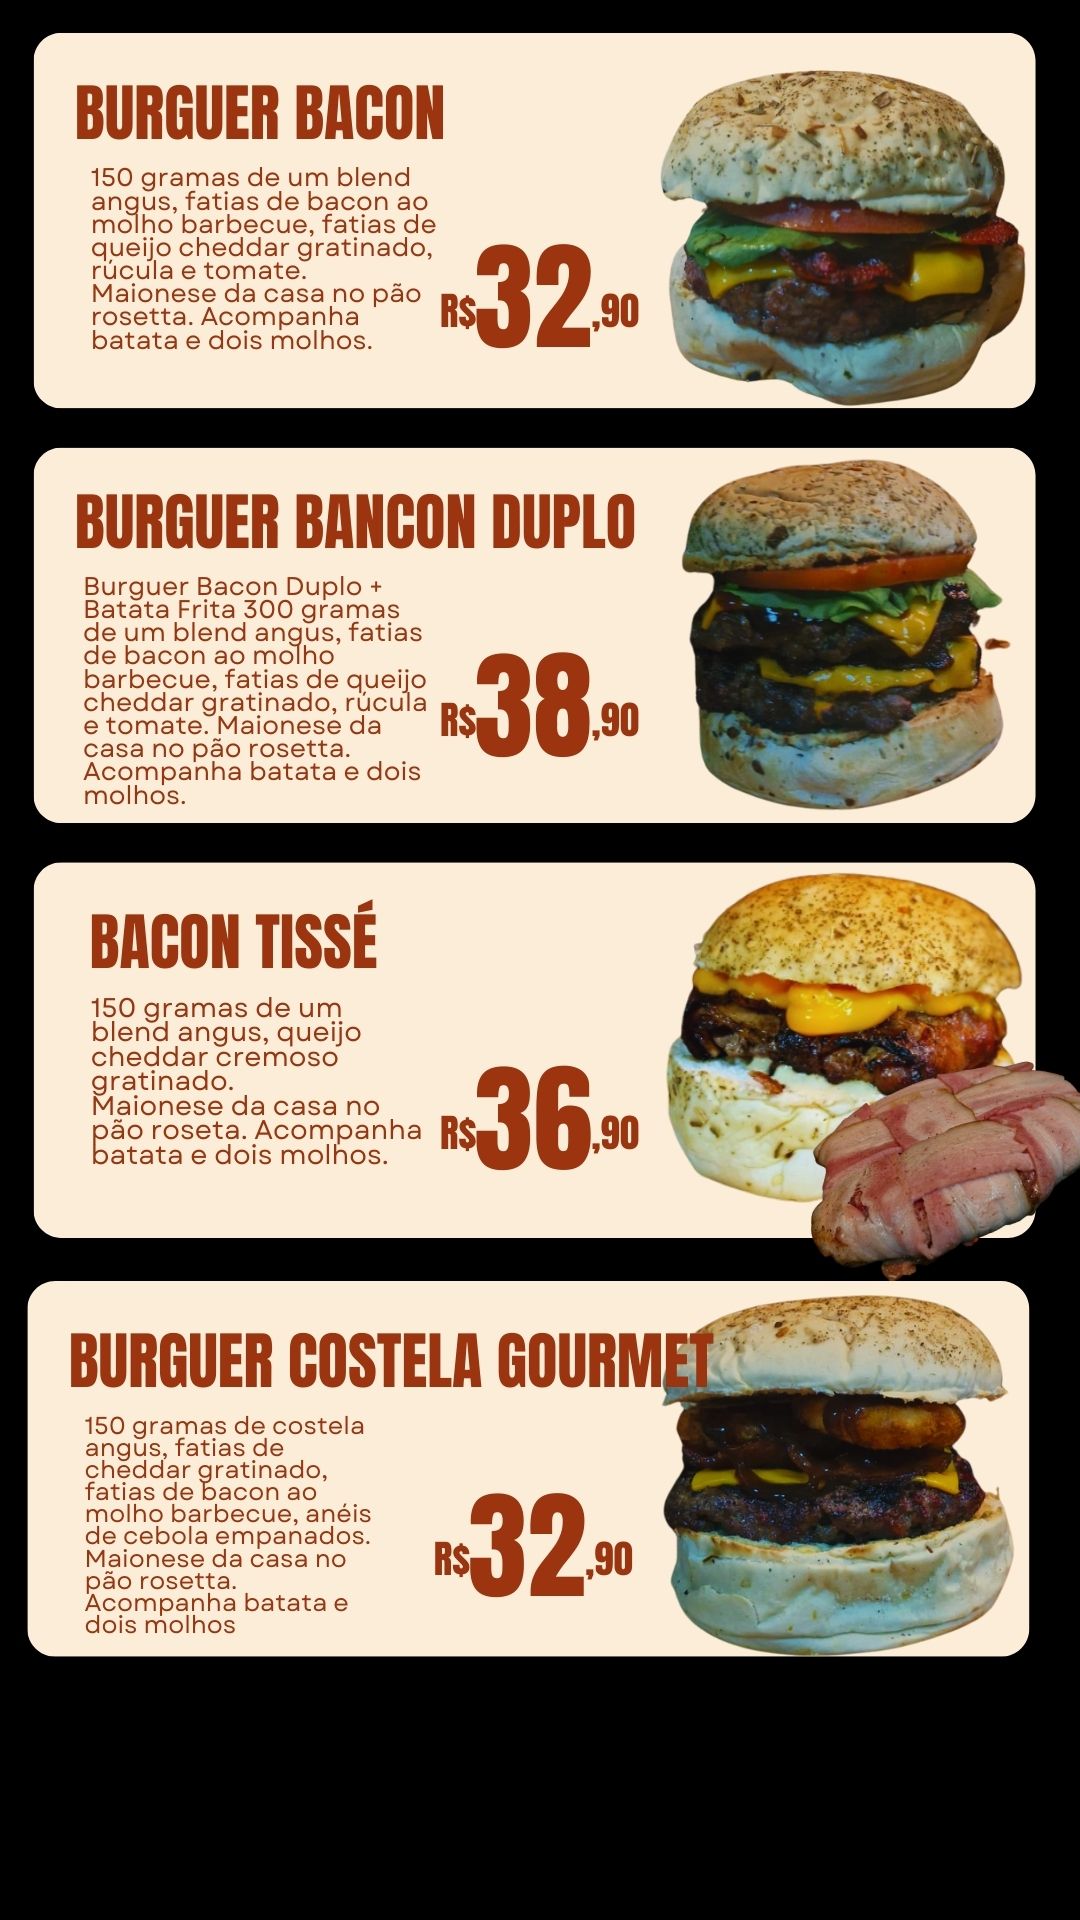 BURGUER BACON
150 gramas de um blend
angus, fatias de bacon ao
molho barbecue, fatias de
queijo cheddar gratinado,
rúcula e tomate.
Maionese da casa no pão
rosetta. Acompanha
batata e dois molhos.
R$32,90
BURGUER BANCON DUPLO
Burguer Bacon Duplo +
Batata Frita 300 gramas
de um blend angus, fatias
de bacon ao molho
barbecue, fatias de queijo
cheddar gratinado, rúcula
e tomate. Maionese da
casa no pão rosetta.
Acompanha batata e dois
molhos.
R$38,90
BACON TISSÉ
150 gramas de um
blend angus, queijo
cheddar cremoso
gratinado.
Maionese da casa no
pão roseta. Acompanha
batata e dois molhos.
R$36,90
BURGUER COSTELA GOURMET
150 gramas de costela
angus, fatias de
cheddar gratinado,
fatias de bacon ao
molho barbecue, anéis
de cebola empanados.
Maionese da casa no
pão rosetta.
Acompanha batata e
dois molhos
R$32,90